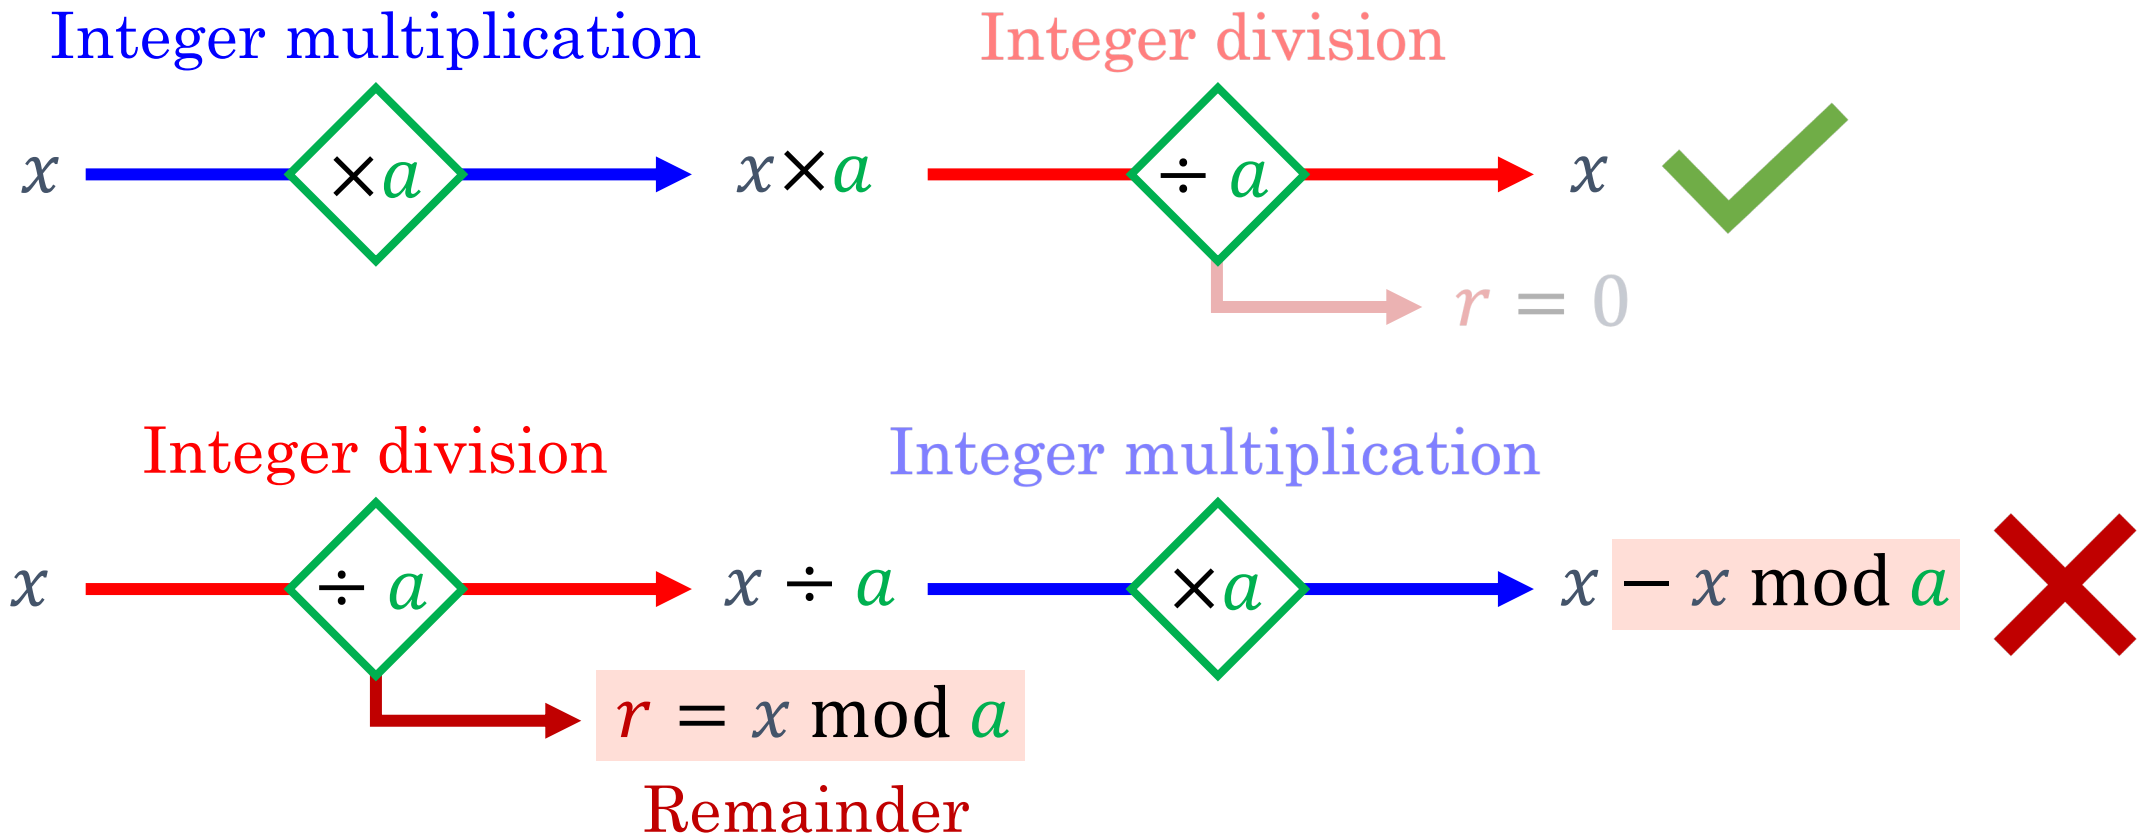 Integer multiplication Integer division
x ×a x×a ÷ a x
r = 0
Integer division Integer multiplication
x ÷ a x ÷ a ×a x − x mod a
r = x mod a
Remainder